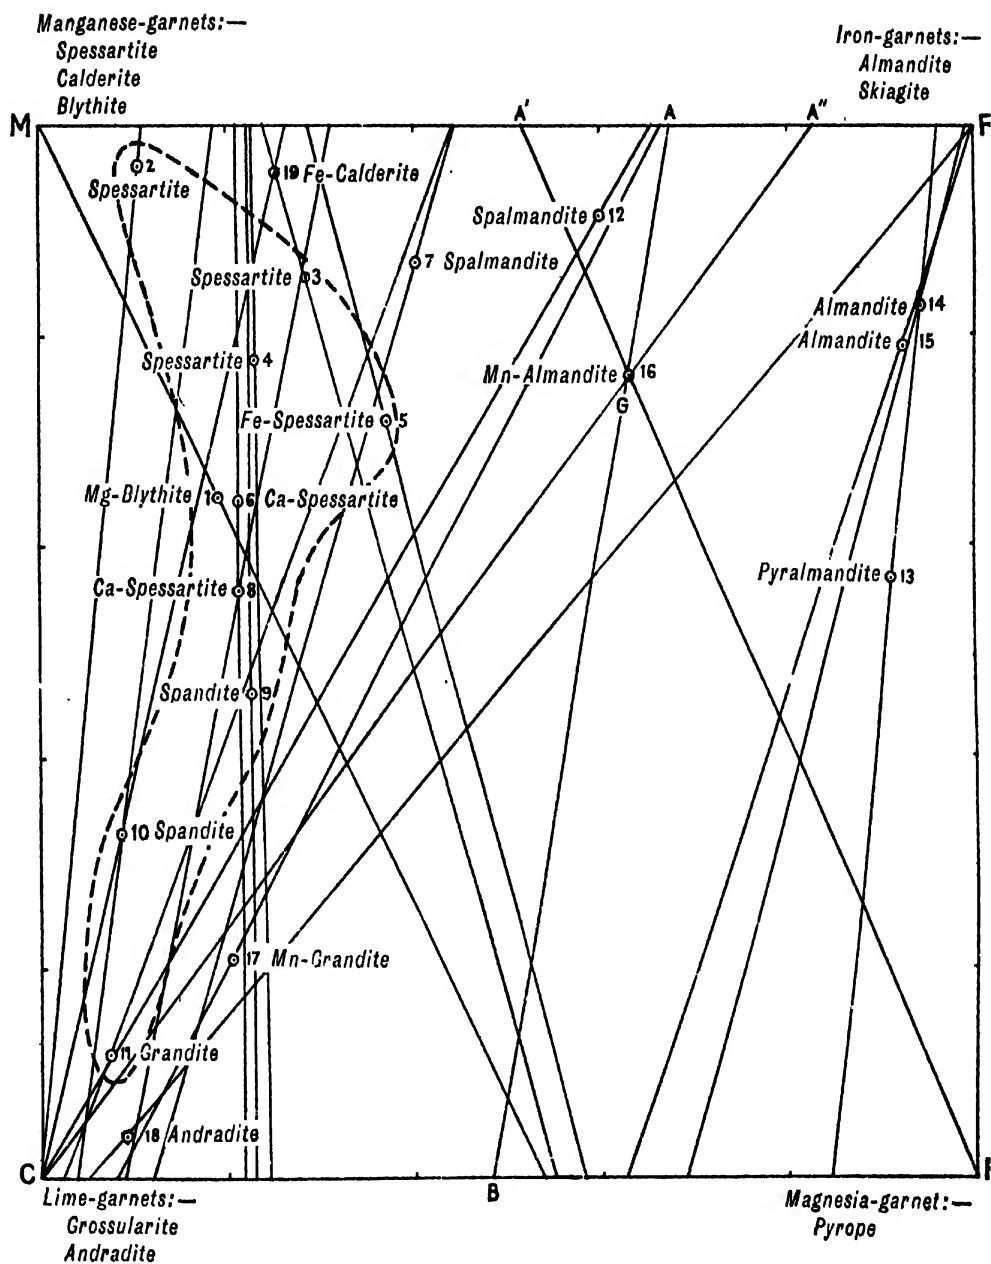 Manganese-garnets:—
Spessartite
Calderite
Blythite
Iron-garnets:—
Almandite
Skiagite
M
A'
A
A"
F
2
Spessartite
19 Fe-Calderite
Spalmandite 12
Spessartite 3
7 Spalmandite
Almandite 14
Almandite 15
Spessartite 4
Mn-Almandite 16
G
Fe-Spessartite 5
Mg-Blythite 1
6 Ca-Spessartite
Ca-Spessartite 8
Pyralmandite 13
Spandite 9
10 Spandite
17 Mn-Grandite
11 Grandite
18 Andradite
C
B
Lime-garnets:—
Grossularite
Andradite
Magnesia-garnet:—
Pyrope